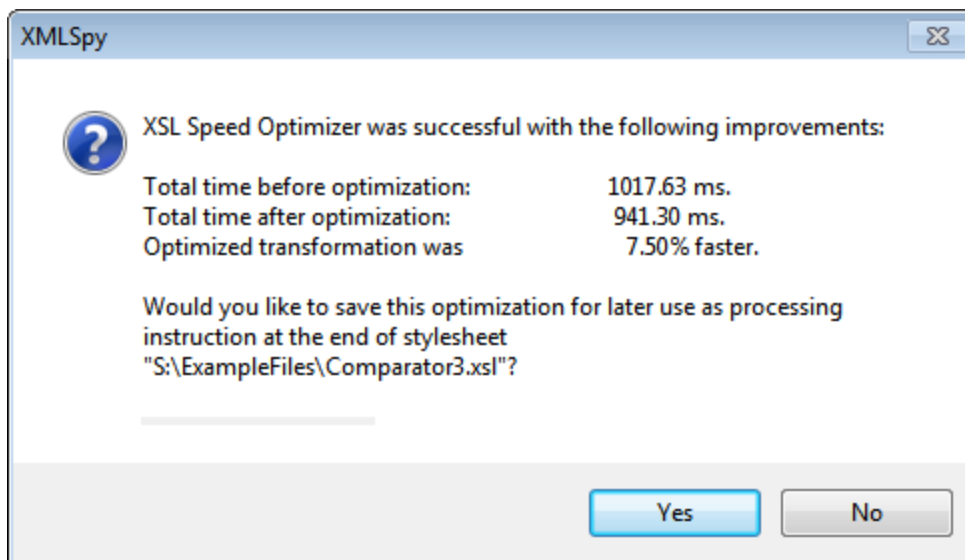 XMLSpy
XSL Speed Optimizer was successful with the following improvements:
Total time before optimization: 1017.63 ms.
Total time after optimization: 941.30 ms.
Optimized transformation was 7.50% faster.
Would you like to save this optimization for later use as processing
instruction at the end of stylesheet
"S:\ExampleFiles\Comparator3.xsl"?
Yes No